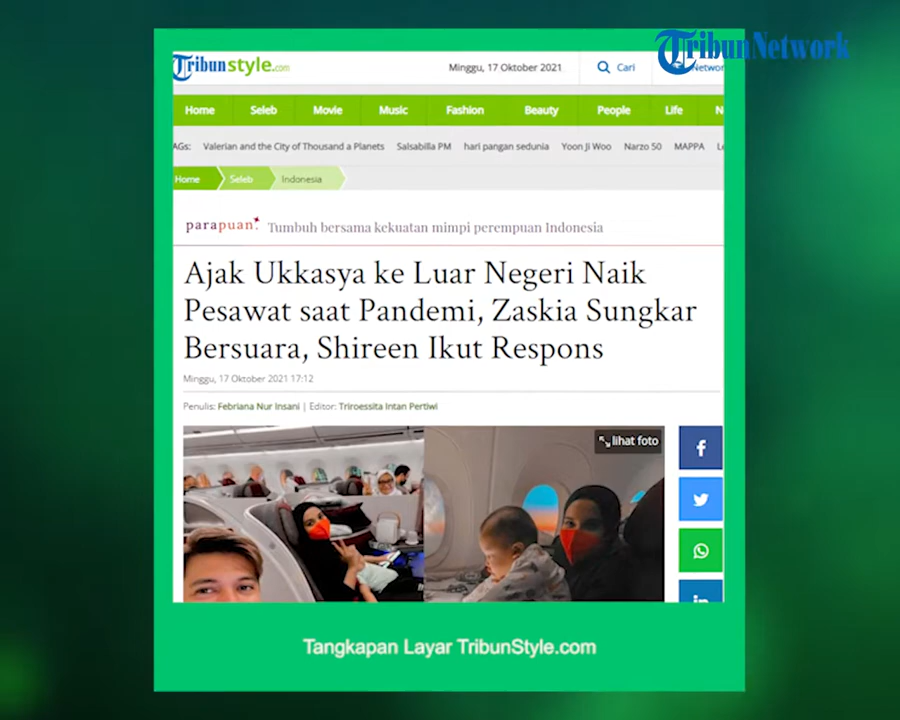 TribunNetwork
Tribunstyle.com
Minggu, 17 Oktober 2021
Cari
Networ
Home Seleb Movie Music Fashion Beauty People Life N
AGs: Valerian and the City of Thousand a Planets Salsabilla PM hari pangan sedunia Yoon Ji Woo Narzo 50 MAPPA Le
Home Seleb Indonesia
parapuan. Tumbuh bersama kekuatan mimpi perempuan Indonesia
Ajak Ukkasya ke Luar Negeri Naik
Pesawat saat Pandemi, Zaskia Sungkar
Bersuara, Shireen Ikut Respons
Minggu, 17 Oktober 2021 17:12
Penulis: Febriana Nur Insani | Editor: Triroessita Intan Pertiwi
lihat foto
f
in
Tangkapan Layar TribunStyle.com